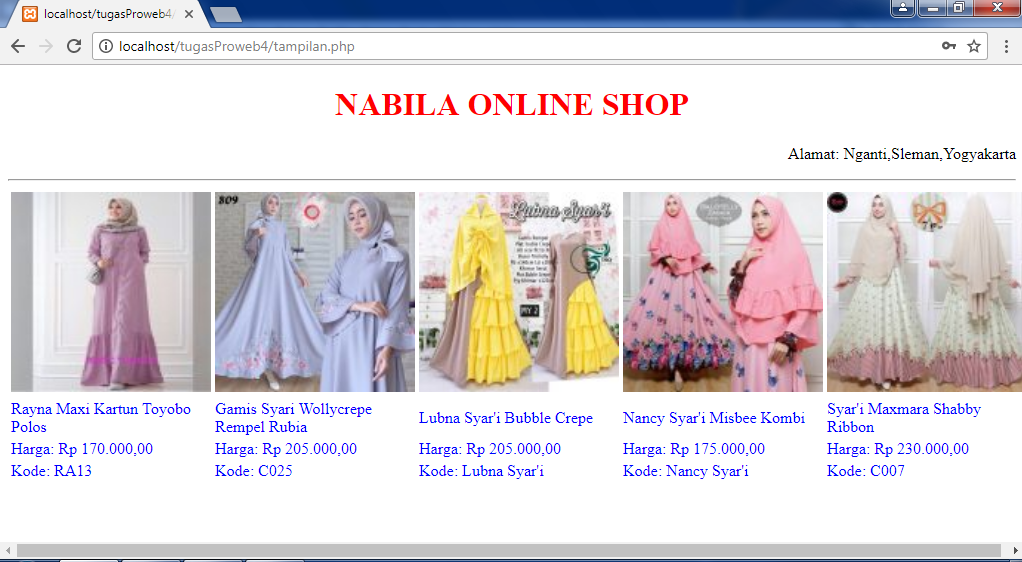 localhost/tugasProweb4/
localhost/tugasProweb4/tampilan.php
NABILA ONLINE SHOP
Alamat: Nganti,Sleman,Yogyakarta
809
Lubna Syar'i
MY 2
Rayna Maxi Kartun Toyobo
Polos
Harga: Rp 170.000,00
Kode: RA13
Gamis Syari Wollycrepe
Rempel Rubia
Harga: Rp 205.000,00
Kode: C025
Lubna Syar'i Bubble Crepe
Harga: Rp 205.000,00
Kode: Lubna Syar'i
Nancy Syar'i Misbee Kombi
Harga: Rp 175.000,00
Kode: Nancy Syar'i
Syar'i Maxmara Shabby
Ribbon
Harga: Rp 230.000,00
Kode: C007